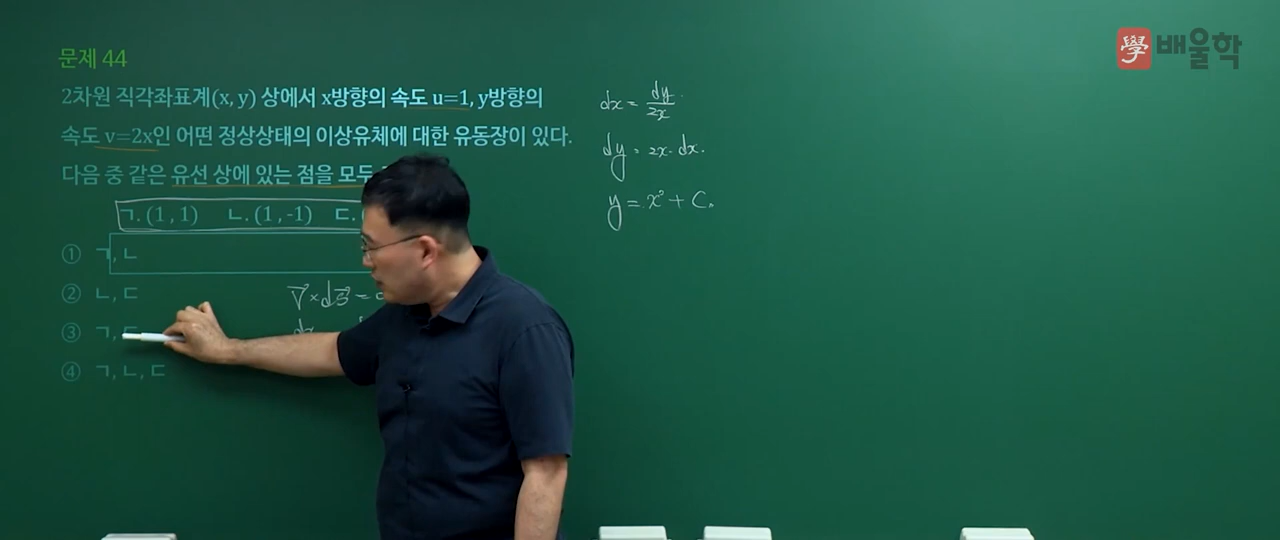 學 배울학
문제 44
2차원 직각좌표계(x, y) 상에서 x방향의 속도 u=1, y방향의
속도 v=2x인 어떤 정상상태의 이상유체에 대한 유동장이 있다.
다음 중 같은 유선 상에 있는 점을 모두
ㄱ. (1, 1) ㄴ. (1, -1) ㄷ.
① ㄱ, ㄴ
② ㄴ, ㄷ
③ ㄱ, ㄷ
④ ㄱ, ㄴ, ㄷ
dx = dy/2x
dy = 2x·dx.
y = x² + C.